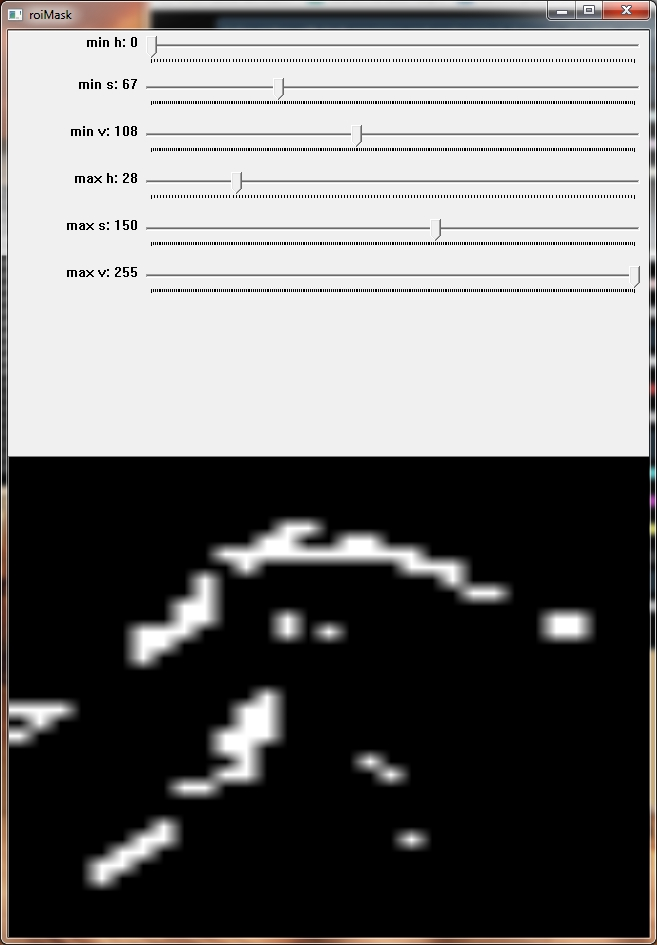 roiMask
min h: 0
min s: 67
min v: 108
max h: 28
max s: 150
max v: 255